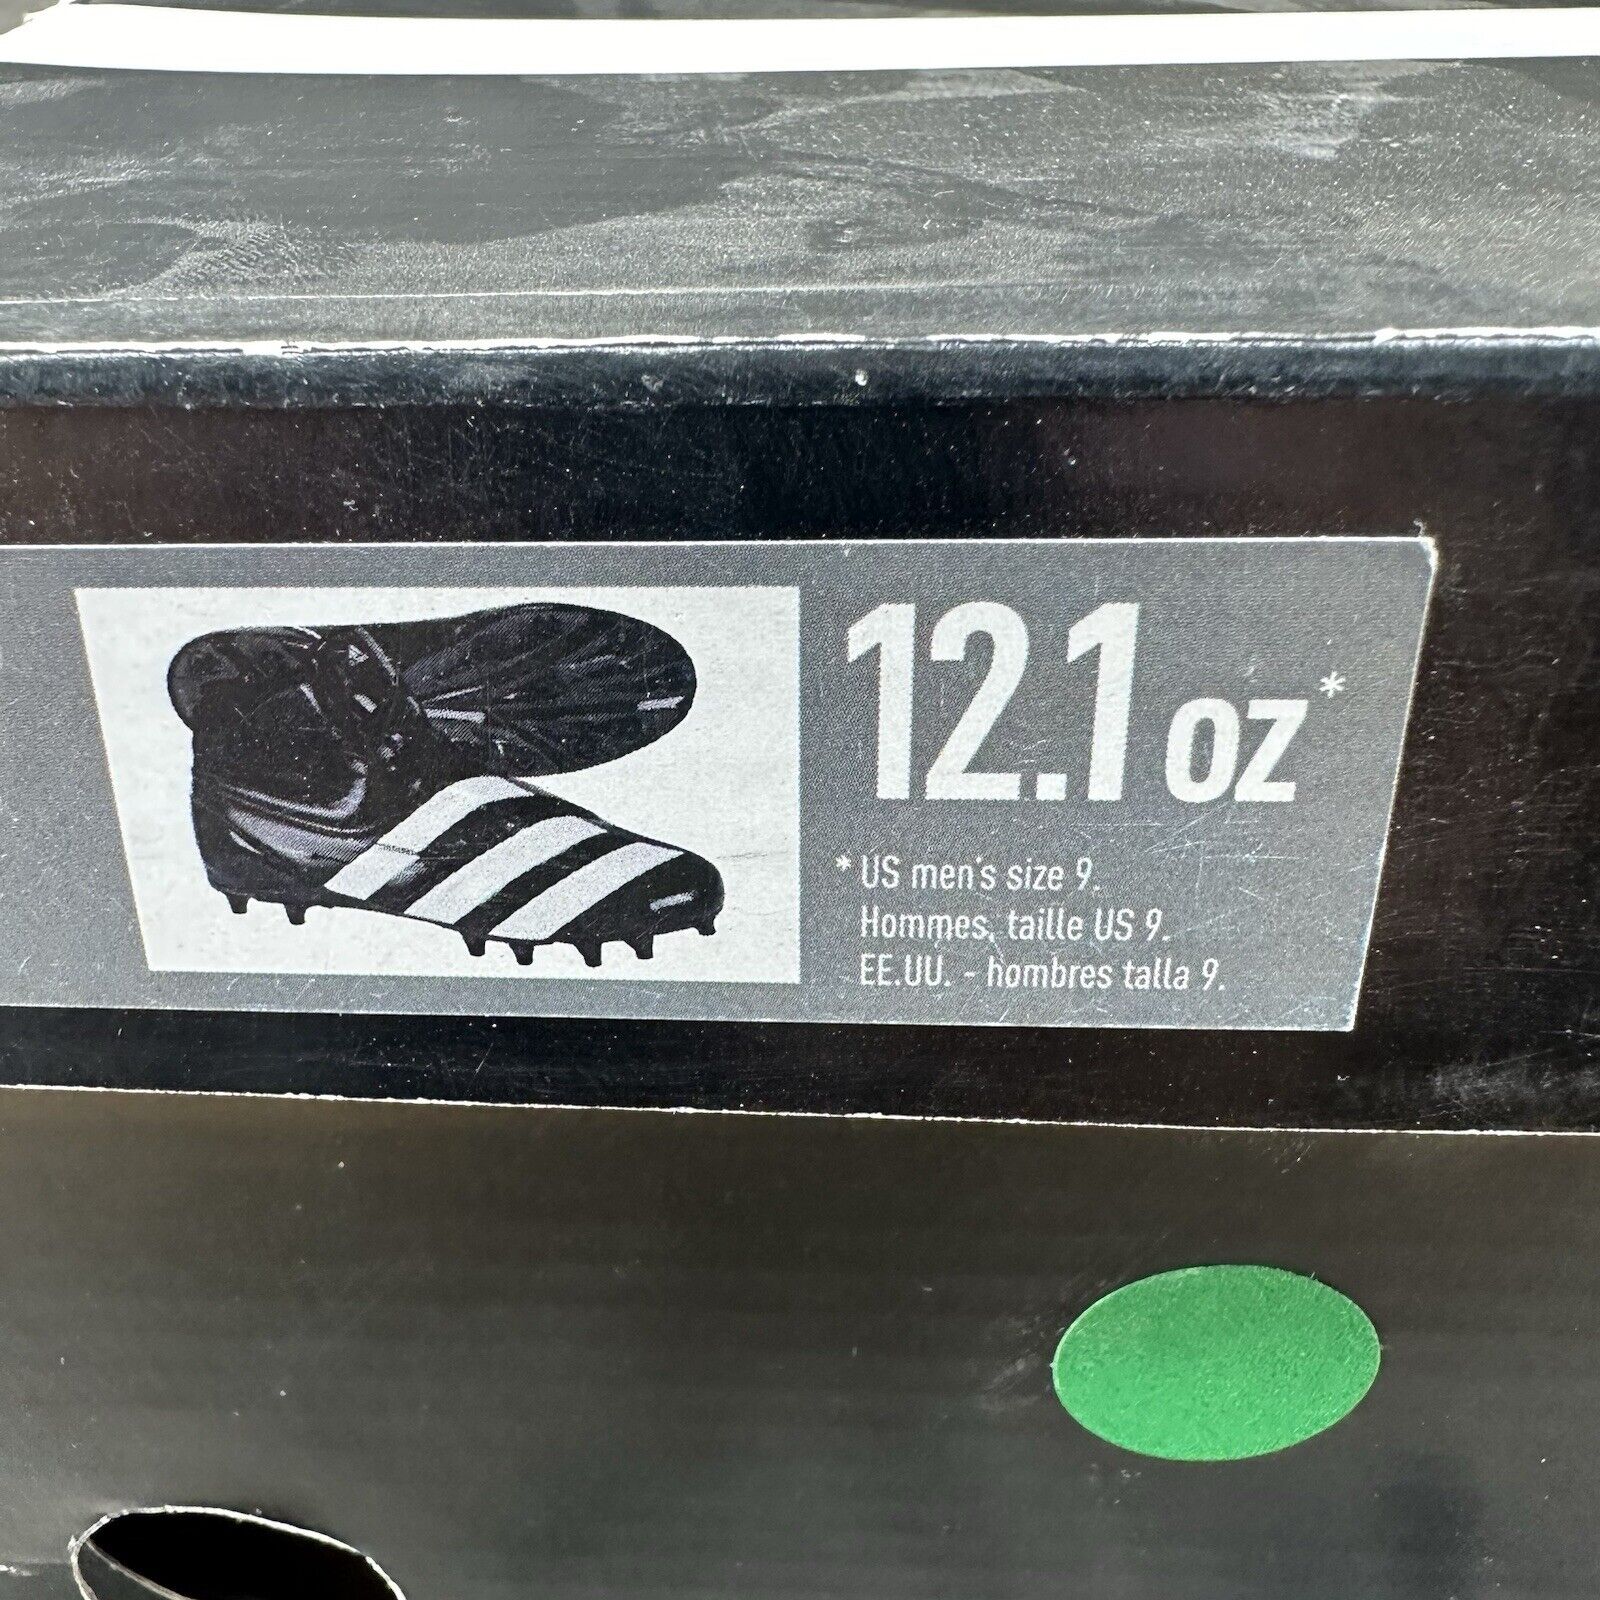 12.1 oz*
* US men's size 9.
Hommes, taille US 9.
EE.UU. - hombres talla 9.